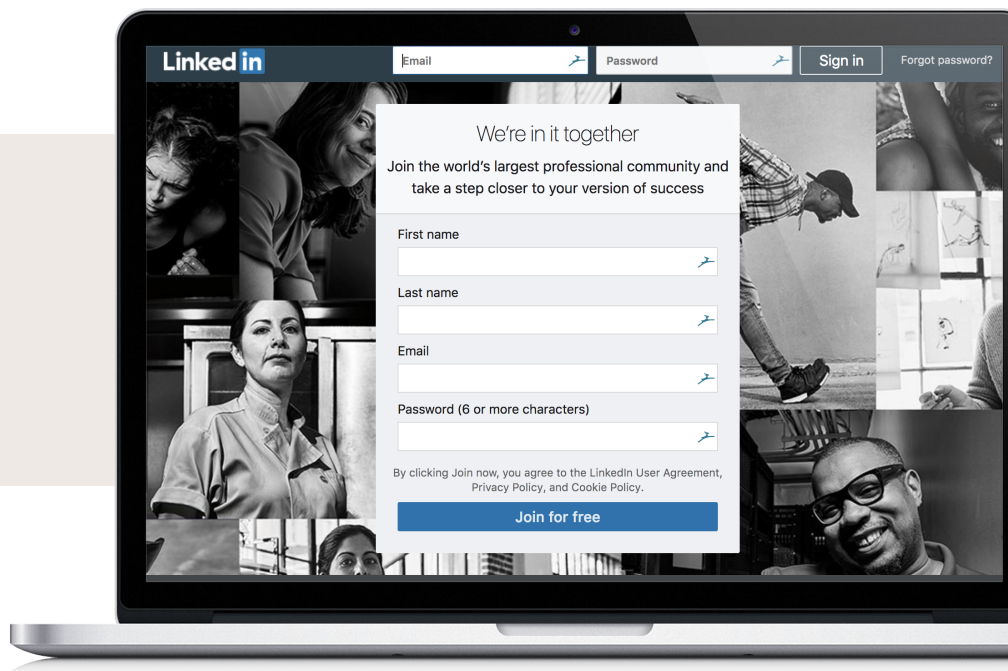 Linked in
Email
Password
Sign in
Forgot password?
We're in it together
Join the world's largest professional community and
take a step closer to your version of success
First name
Last name
Email
Password (6 or more characters)
By clicking Join now, you agree to the LinkedIn User Agreement,
Privacy Policy, and Cookie Policy.
Join for free